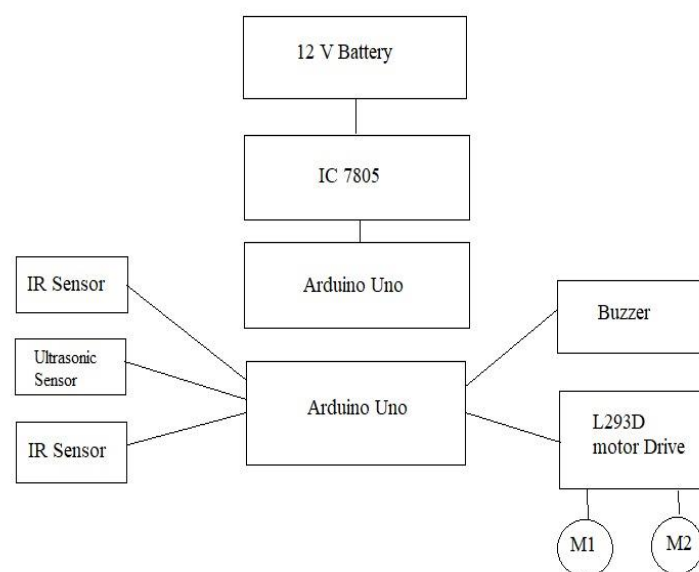 12 V Battery
IC 7805
Arduino Uno
IR Sensor
Ultrasonic
Sensor
IR Sensor
Arduino Uno
Buzzer
L293D
motor Drive
M1
M2